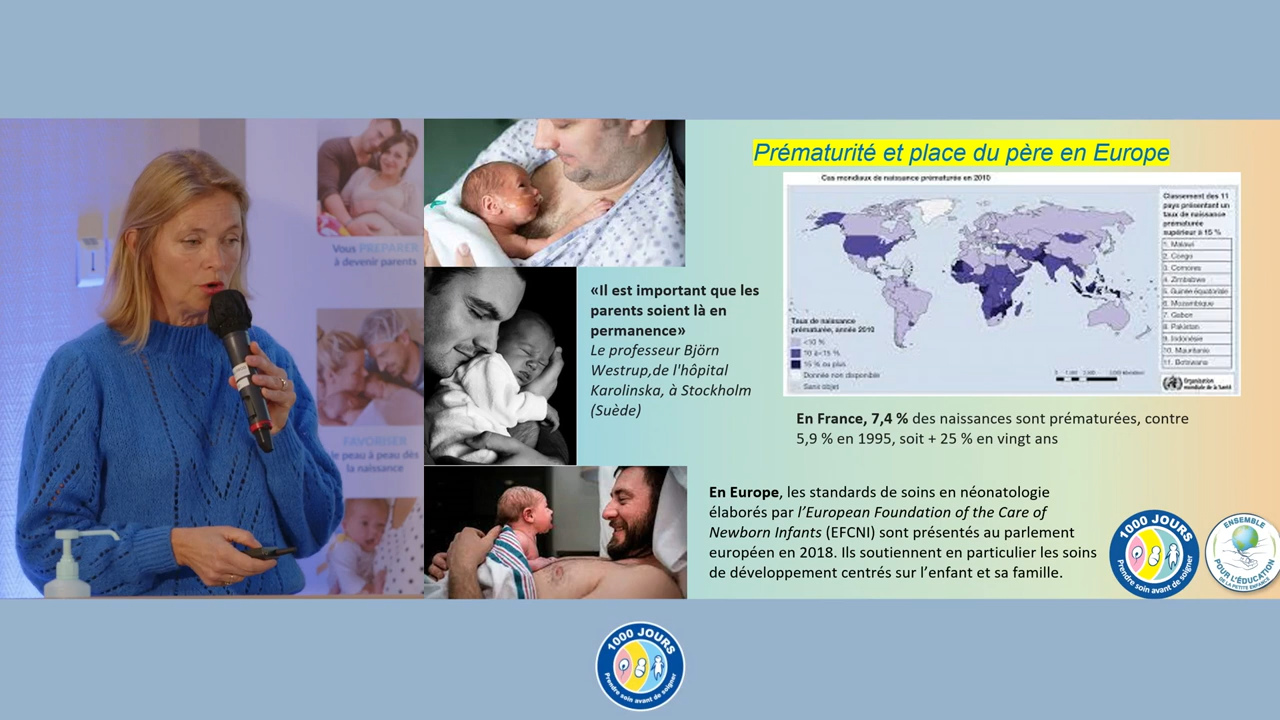 Vous PREPARER
à devenir parents
FAVORISER
le peau à peau dès
la naissance
«Il est important que les
parents soient là en
permanence»
Le professeur Björn
Westrup,de l'hôpital
Karolinska, à Stockholm
(Suède)
Prématurité et place du père en Europe
Cas mondiaux de naissance prématurée en 2010
Classement des 11
pays présentant un
taux de naissance
prématurée
supérieur à 15 %
1. Malawi
2. Congo
3. Comores
4. Zimbabwe
5. Guinée équatoriale
6. Mozambique
7. Gabon
8. Pakistan
9. Indonésie
10. Mauritanie
11. Botswana
Taux de naissance
prématurée, année 2010
<10 %
10 à<15 %
15 % ou plus
Donnée non disponible
Sans objet
Organisation
mondiale de la Santé
En France, 7,4 % des naissances sont prématurées, contre
5,9 % en 1995, soit + 25 % en vingt ans
En Europe, les standards de soins en néonatologie
élaborés par l'European Foundation of the Care of
Newborn Infants (EFCNI) sont présentés au parlement
européen en 2018. Ils soutiennent en particulier les soins
de développement centrés sur l'enfant et sa famille.
1000 JOURS
Prendre soin avant de soigner
ENSEMBLE
POUR L'ÉDUCATION
DE LA PETITE ENFANCE
1000 JOURS
Prendre soin avant de soigner